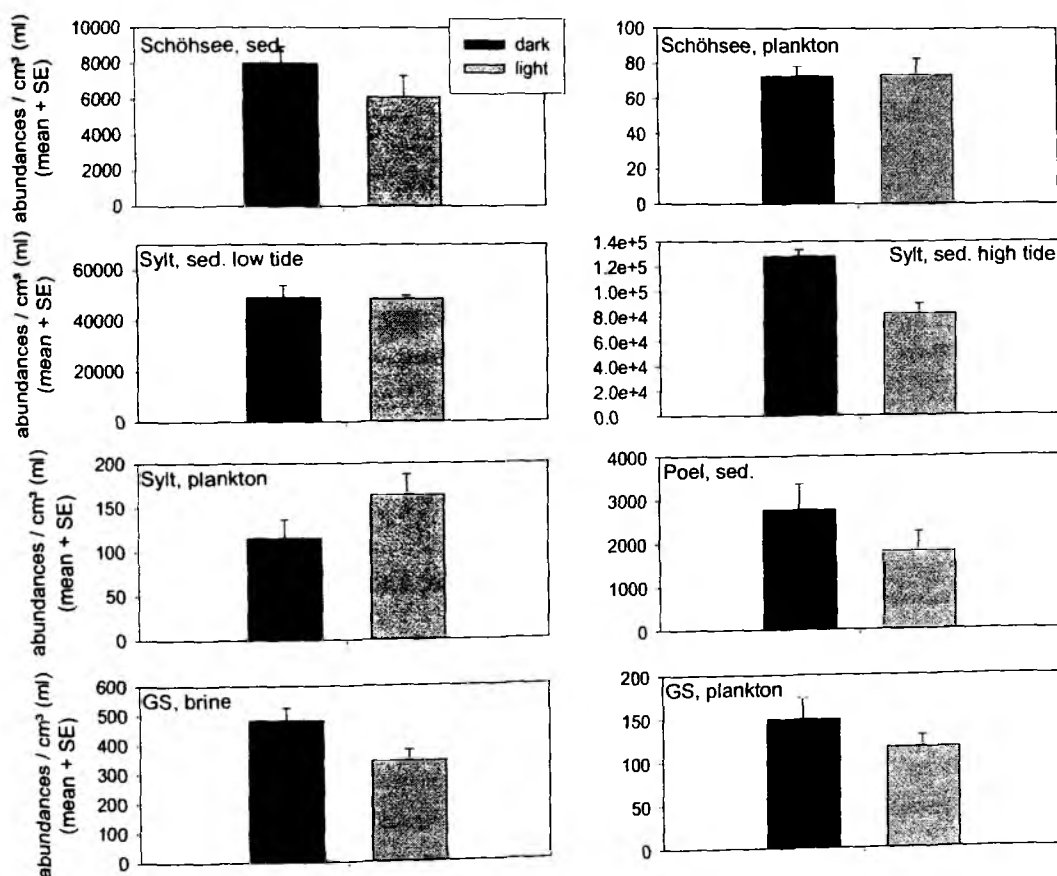 abundances / cm³ (ml)
(mean + SE)
10000
8000
6000
4000
2000
0
Schöhsee, sed.
dark
light
100
80
60
40
20
0
Schöhsee, plankton
abundances / cm³ (ml)
(mean + SE)
60000
40000
20000
0
Sylt, sed. low tide
1.4e+5
1.2e+5
1.0e+5
8.0e+4
6.0e+4
4.0e+4
2.0e+4
0.0
Sylt, sed. high tide
abundances / cm³ (ml)
(mean + SE)
200
150
100
50
0
Sylt, plankton
4000
3000
2000
1000
0
Poel, sed.
abundances / cm³ (ml)
(mean + SE)
600
500
400
300
200
100
0
GS, brine
200
150
100
50
0
GS, plankton